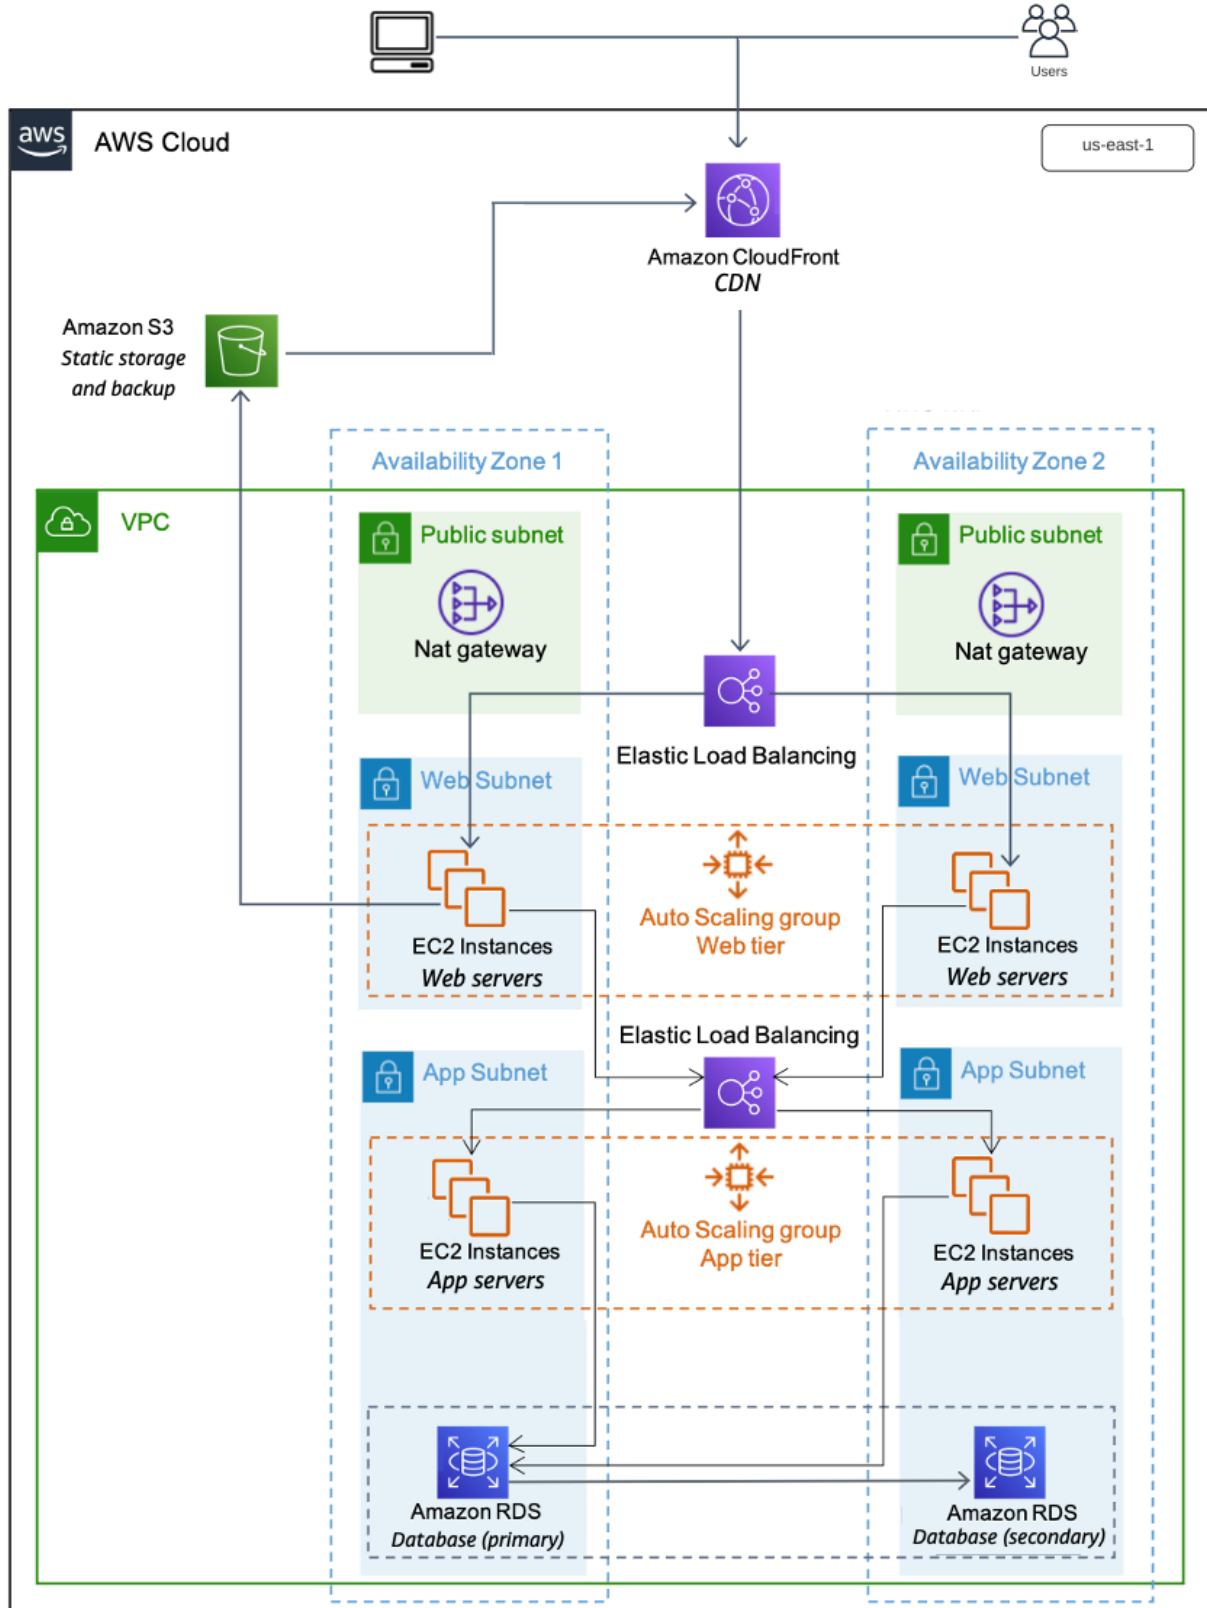 Users
aws
AWS Cloud
us-east-1
Amazon CloudFront
CDN
Amazon S3
Static storage
and backup
Availability Zone 1
Availability Zone 2
VPC
Public subnet
Public subnet
Nat gateway
Nat gateway
Elastic Load Balancing
Web Subnet
Web Subnet
Auto Scaling group
Web tier
EC2 Instances
Web servers
EC2 Instances
Web servers
Elastic Load Balancing
App Subnet
App Subnet
Auto Scaling group
App tier
EC2 Instances
App servers
EC2 Instances
App servers
Amazon RDS
Database (primary)
Amazon RDS
Database (secondary)